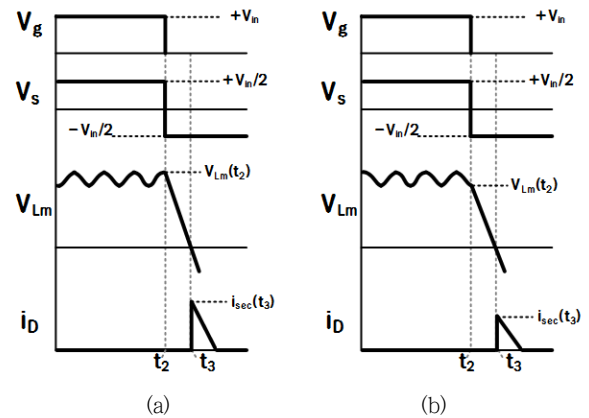 Vg
+Vin
Vs
+Vin/2
−Vin/2
VLm
VLm(t2)
iD
isec(t3)
t2
t3
(a)
Vg
+Vin
Vs
+Vin/2
−Vin/2
VLm
VLm(t2)
iD
isec(t3)
t2
t3
(b)